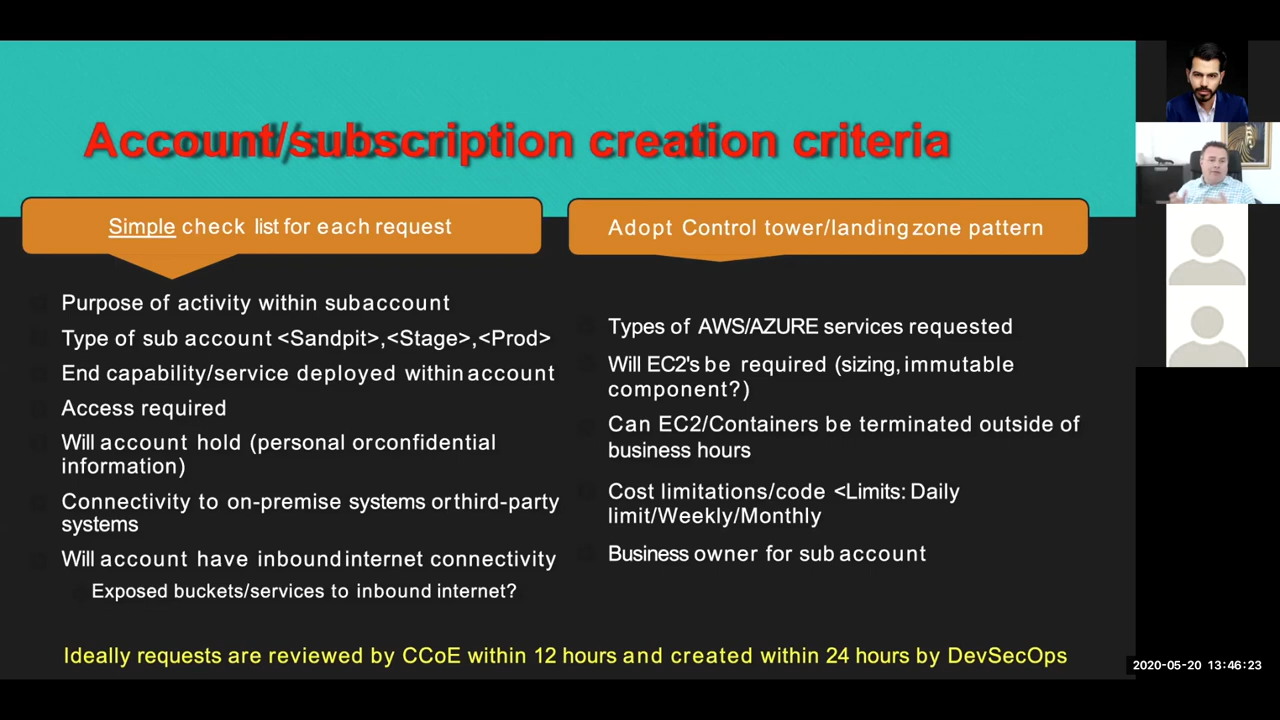 Account/subscription creation criteria
Simple check list for each request
Purpose of activity within subaccount
Type of sub account <Sandpit>,<Stage>,<Prod>
End capability/service deployed within account
Access required
Will account hold (personal or confidential
information)
Connectivity to on-premise systems or third-party
systems
Will account have inbound internet connectivity
Exposed buckets/services to inbound internet?
Adopt Control tower/landing zone pattern
Types of AWS/AZURE services requested
Will EC2's be required (sizing, immutable
component?)
Can EC2/Containers be terminated outside of
business hours
Cost limitations/code <Limits: Daily
limit/Weekly/Monthly
Business owner for sub account
Ideally requests are reviewed by CCoE within 12 hours and created within 24 hours by DevSecOps
2020-05-20 13:46:23